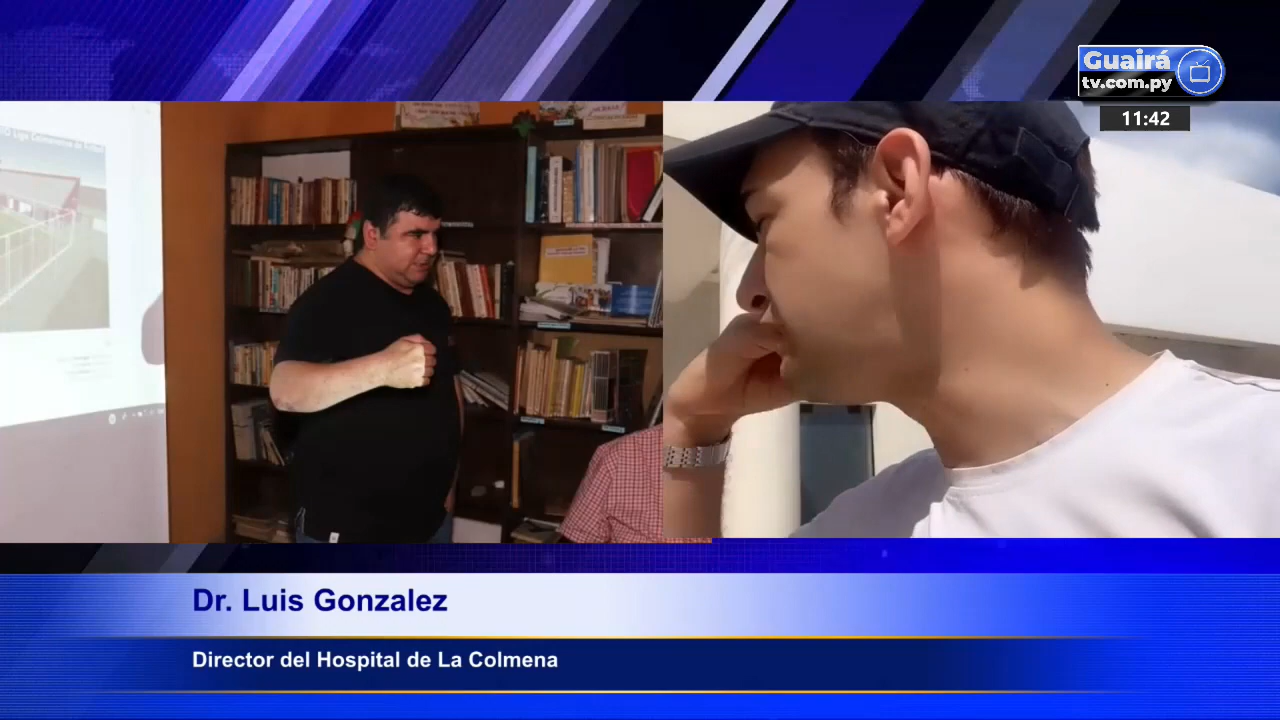 Guairá
tv.com.py
11:42
Dr. Luis Gonzalez
Director del Hospital de La Colmena